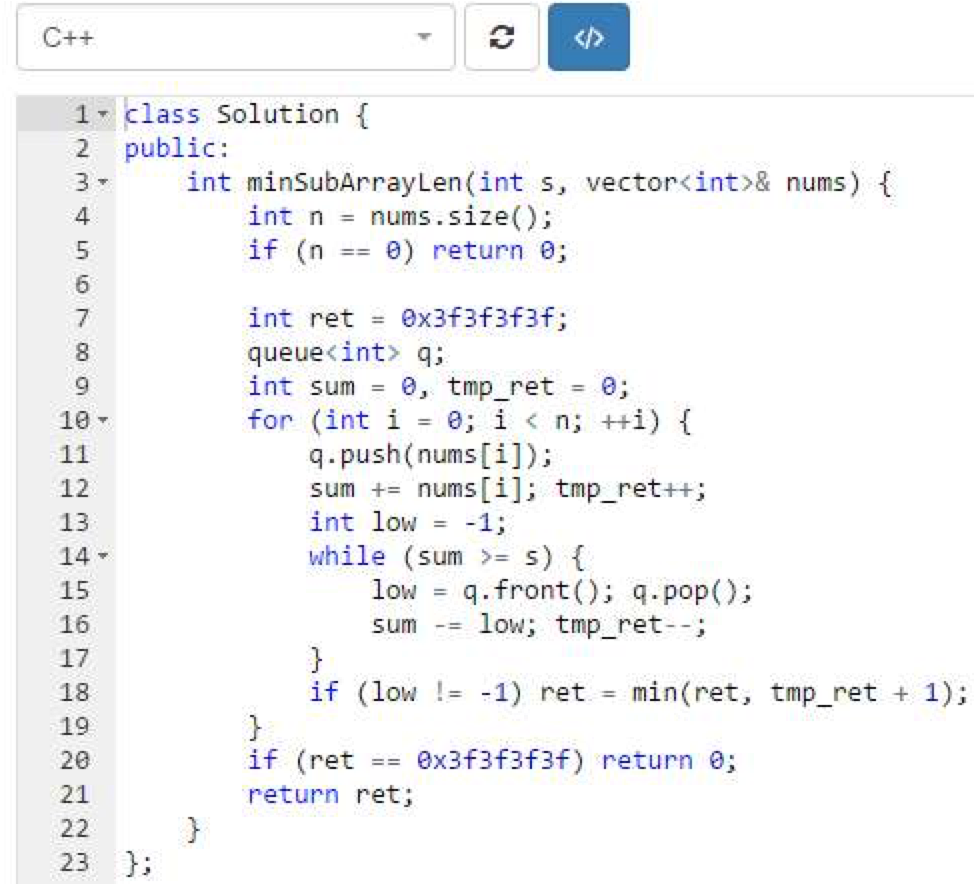 C++
</>
1 class Solution {
2 public:
3     int minSubArrayLen(int s, vector<int>& nums) {
4         int n = nums.size();
5         if (n == 0) return 0;
6
7         int ret = 0x3f3f3f3f;
8         queue<int> q;
9         int sum = 0, tmp_ret = 0;
10         for (int i = 0; i < n; ++i) {
11             q.push(nums[i]);
12             sum += nums[i]; tmp_ret++;
13             int low = -1;
14             while (sum >= s) {
15                 low = q.front(); q.pop();
16                 sum -= low; tmp_ret--;
17             }
18             if (low != -1) ret = min(ret, tmp_ret + 1);
19         }
20         if (ret == 0x3f3f3f3f) return 0;
21         return ret;
22     }
23 };